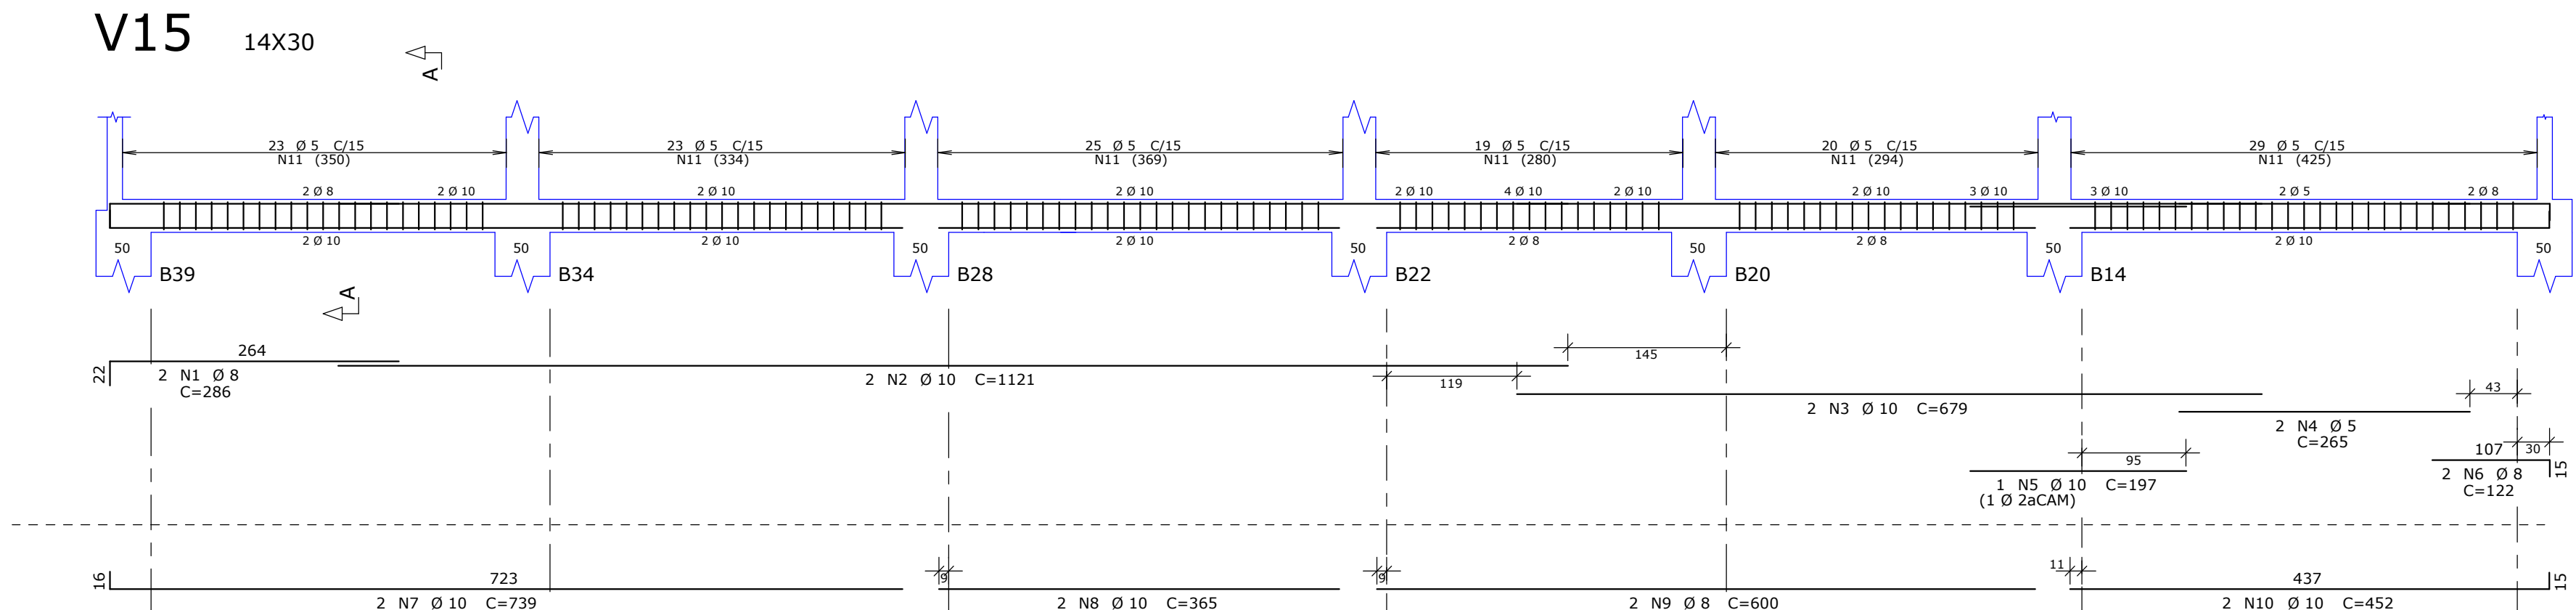 V15 14X30
A
23 Ø 5 C/15
N11 (350)
23 Ø 5 C/15
N11 (334)
25 Ø 5 C/15
N11 (369)
19 Ø 5 C/15
N11 (280)
20 Ø 5 C/15
N11 (294)
29 Ø 5 C/15
N11 (425)
2 Ø 8 2 Ø 10 2 Ø 10 2 Ø 10 2 Ø 10 4 Ø 10 2 Ø 10 2 Ø 10 3 Ø 10 3 Ø 10 2 Ø 5 2 Ø 8
2 Ø 10 2 Ø 10 2 Ø 10 2 Ø 8 2 Ø 8 2 Ø 10
50 50 50 50 50 50 50
B39 B34 B28 B22 B20 B14
A
264
22
2 N1 Ø 8
C=286
2 N2 Ø 10 C=1121
145
119
2 N3 Ø 10 C=679
43
2 N4 Ø 5
C=265
95
1 N5 Ø 10 C=197
(1 Ø 2aCAM)
107 30
15
2 N6 Ø 8
C=122
16
723
2 N7 Ø 10 C=739
9
2 N8 Ø 10 C=365
9
2 N9 Ø 8 C=600
11
437
15
2 N10 Ø 10 C=452